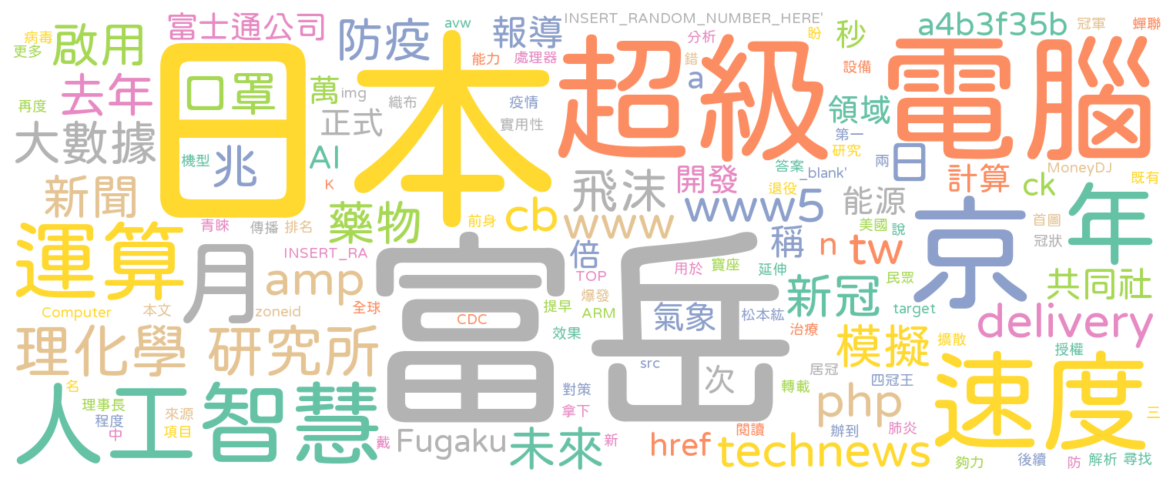 病毒
更多
啟用
富士通公司
防疫
avw
報導
能力
處理器
INSERT_RANDOM_NUMBER_HERE'
分析
錯
盼
秒
a4b3f35b
冠軍
蟬聯
去年
口罩
日本
超級
電腦
萬
img
織布
疫情
a
設備
領域
第一
研究
再度
大數據
正式
實用性
機型
兆
AI
K
答案
_blank'
兩
日
計算
MoneyDJ
ck
既有
新聞
藥物
前身
cb
飛沫
www
開發
退役
www5
能源
美國
說
京
首圖
冠狀
年
青睞
傳播
排名
運算
月
INSERT_RA
amp
倍
稱
n
tw
TOP
用於
寶座
延伸
民眾
共同社
富岳
爆發
新冠
target
Computer
本文
zoneid
全球
CDC
提早
ARM
氣象
松本紘
delivery
理化學
研究所
效果
治療
模擬
擴散
授權
src
名
次
居冠
四冠王
速度
人工智慧
理事長
程度
中
來源
項目
對策
拿下
轉載
php
三
戴
Fugaku
未來
新
href
閱讀
technews
辦到
肺炎
夠力
後續
防
解析
尋找